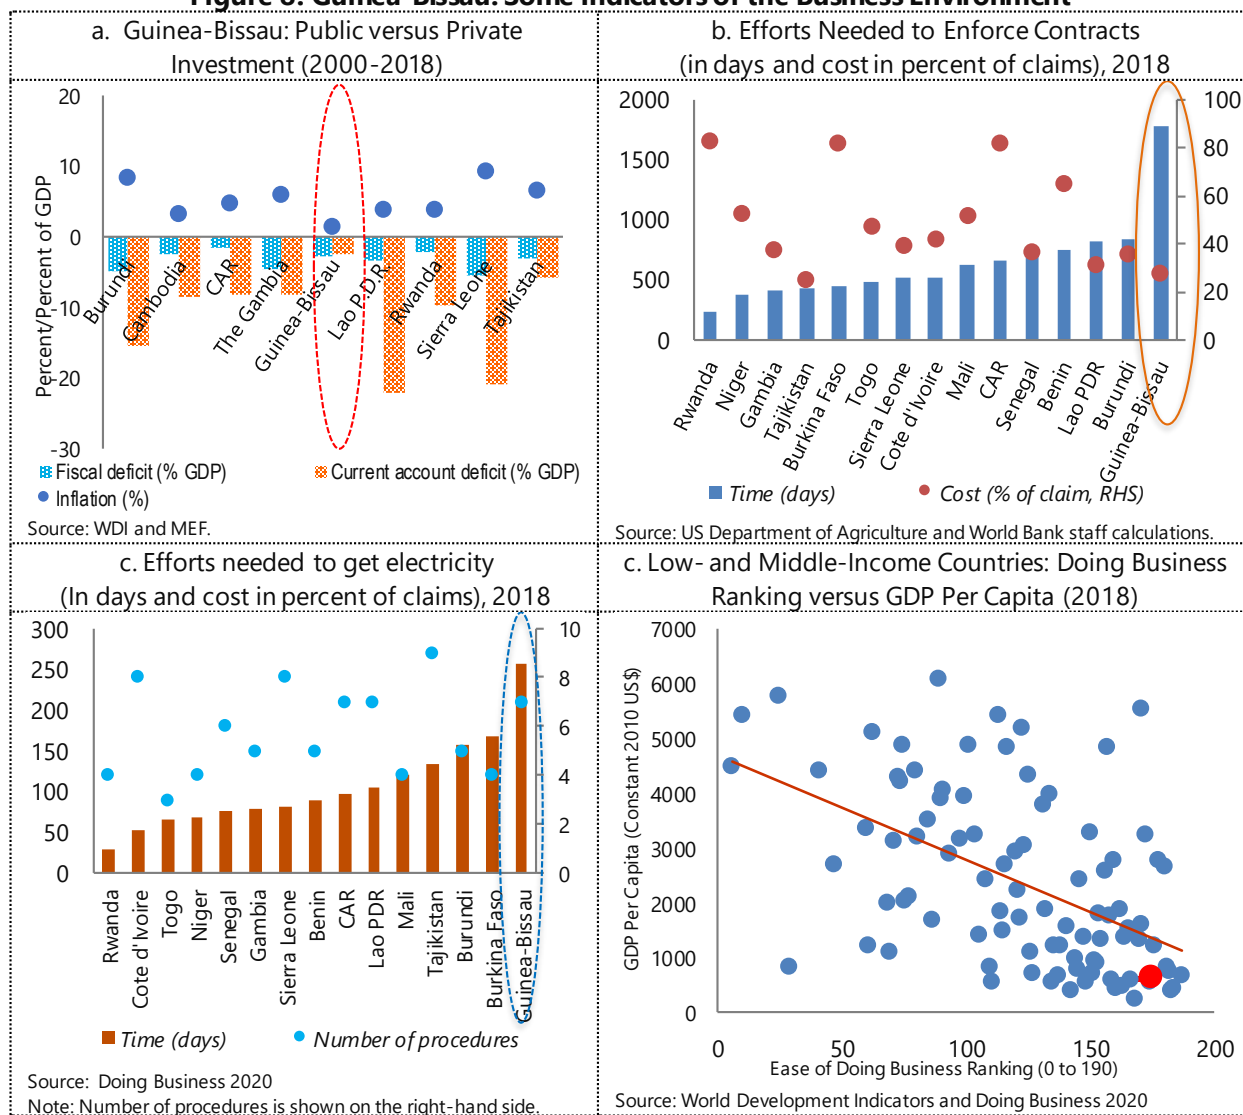 Figure 6. Guinea-Bissau: Some Indicators of the Business Environment
a. Guinea-Bissau: Public versus Private
Investment (2000-2018)
20
10
0
-10
-20
-30
Percent/Percent of GDP
Burundi
Cambodia
CAR
The Gambia
Guinea-Bissau
Lao P.D.R.
Rwanda
Sierra Leone
Tajikistan
Fiscal deficit (% GDP)
Current account deficit (% GDP)
Inflation (%)
Source: WDI and MEF.
b. Efforts Needed to Enforce Contracts
(in days and cost in percent of claims), 2018
2000
1500
1000
500
0
100
80
60
40
20
0
Rwanda
Niger
Gambia
Tajikistan
Burkina Faso
Togo
Sierra Leone
Cote d'Ivoire
Mali
CAR
Senegal
Benin
Lao PDR
Burundi
Guinea-Bissau
Time (days)
Cost (% of claim, RHS)
Source: US Department of Agriculture and World Bank staff calculations.
c. Efforts needed to get electricity
(In days and cost in percent of claims), 2018
300
250
200
150
100
50
0
10
8
6
4
2
0
Rwanda
Cote d'Ivoire
Togo
Niger
Senegal
Gambia
Sierra Leone
Benin
CAR
Lao PDR
Mali
Tajikistan
Burundi
Burkina Faso
Guinea-Bissau
Time (days)
Number of procedures
Source: Doing Business 2020
Note: Number of procedures is shown on the right-hand side.
c. Low- and Middle-Income Countries: Doing Business
Ranking versus GDP Per Capita (2018)
7000
6000
5000
4000
3000
2000
1000
0
GDP Per Capita (Constant 2010 US$)
0
50
100
150
200
Ease of Doing Business Ranking (0 to 190)
Source: World Development Indicators and Doing Business 2020